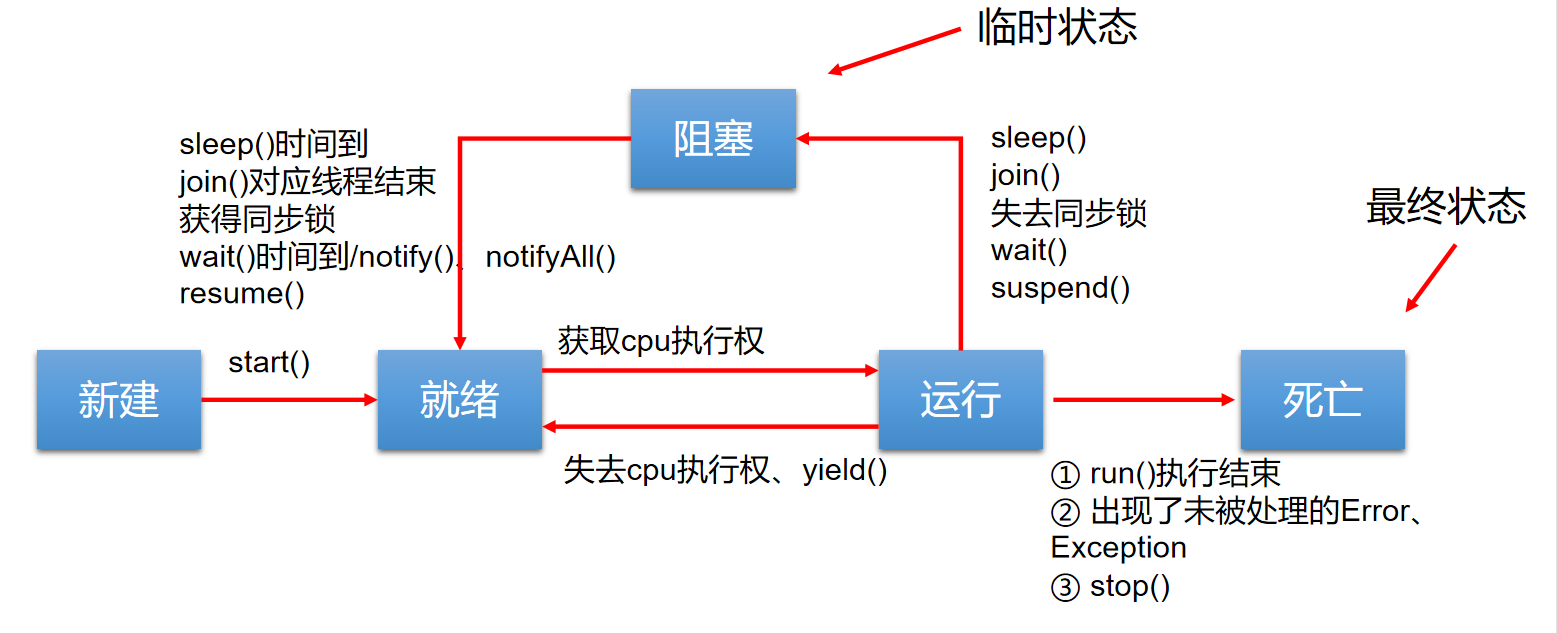 临时状态
阻塞
sleep()时间到
join()对应线程结束
获得同步锁
wait()时间到/notify()、notifyAll()
resume()
sleep()
join()
失去同步锁
wait()
suspend()
最终状态
新建
start()
就绪
获取cpu执行权
失去cpu执行权、yield()
运行
死亡
① run()执行结束
② 出现了未被处理的Error、
Exception
③ stop()